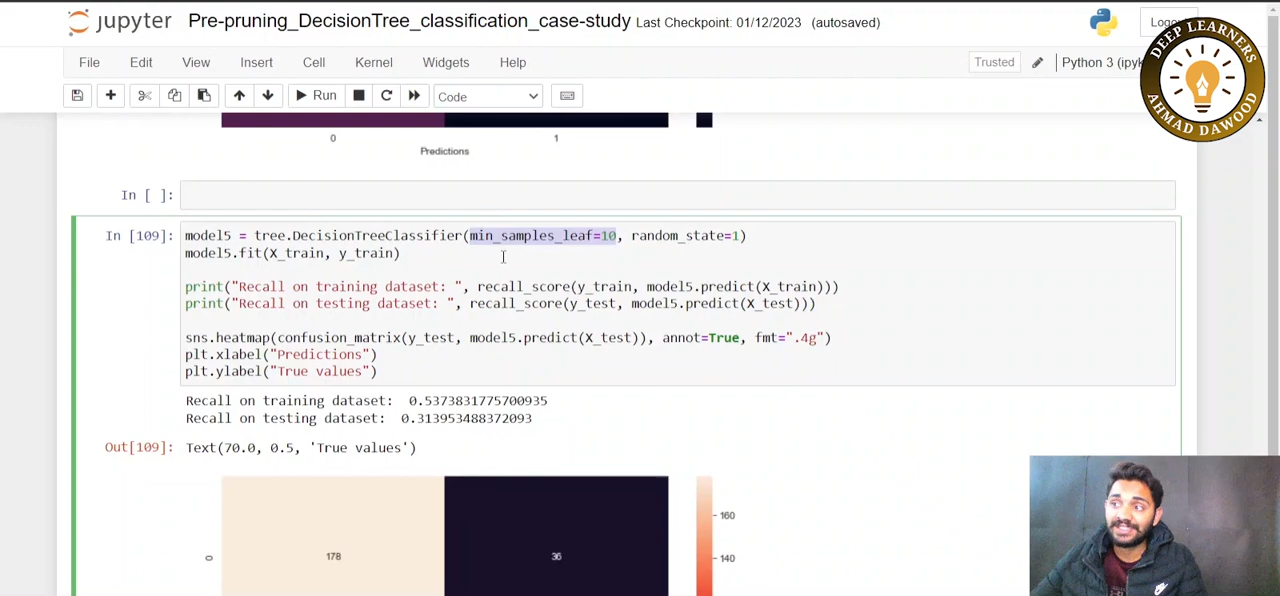 jupyter Pre-pruning_DecisionTree_classification_case-study Last Checkpoint: 01/12/2023 (autosaved)
File Edit View Insert Cell Kernel Widgets Help Trusted Python 3 (ipyk
Run Code
DEEP LEARNERS
AHMAD DAWOOD
0 1
Predictions
In [ ]:
In [109]: model5 = tree.DecisionTreeClassifier(min_samples_leaf=10, random_state=1)
model5.fit(X_train, y_train)
print("Recall on training dataset: ", recall_score(y_train, model5.predict(X_train)))
print("Recall on testing dataset: ", recall_score(y_test, model5.predict(X_test)))
sns.heatmap(confusion_matrix(y_test, model5.predict(X_test)), annot=True, fmt=".4g")
plt.xlabel("Predictions")
plt.ylabel("True values")
Recall on training dataset:  0.5373831775700935
Recall on testing dataset:  0.313953488372093
Out[109]: Text(70.0, 0.5, 'True values')
160
0 178 36 140